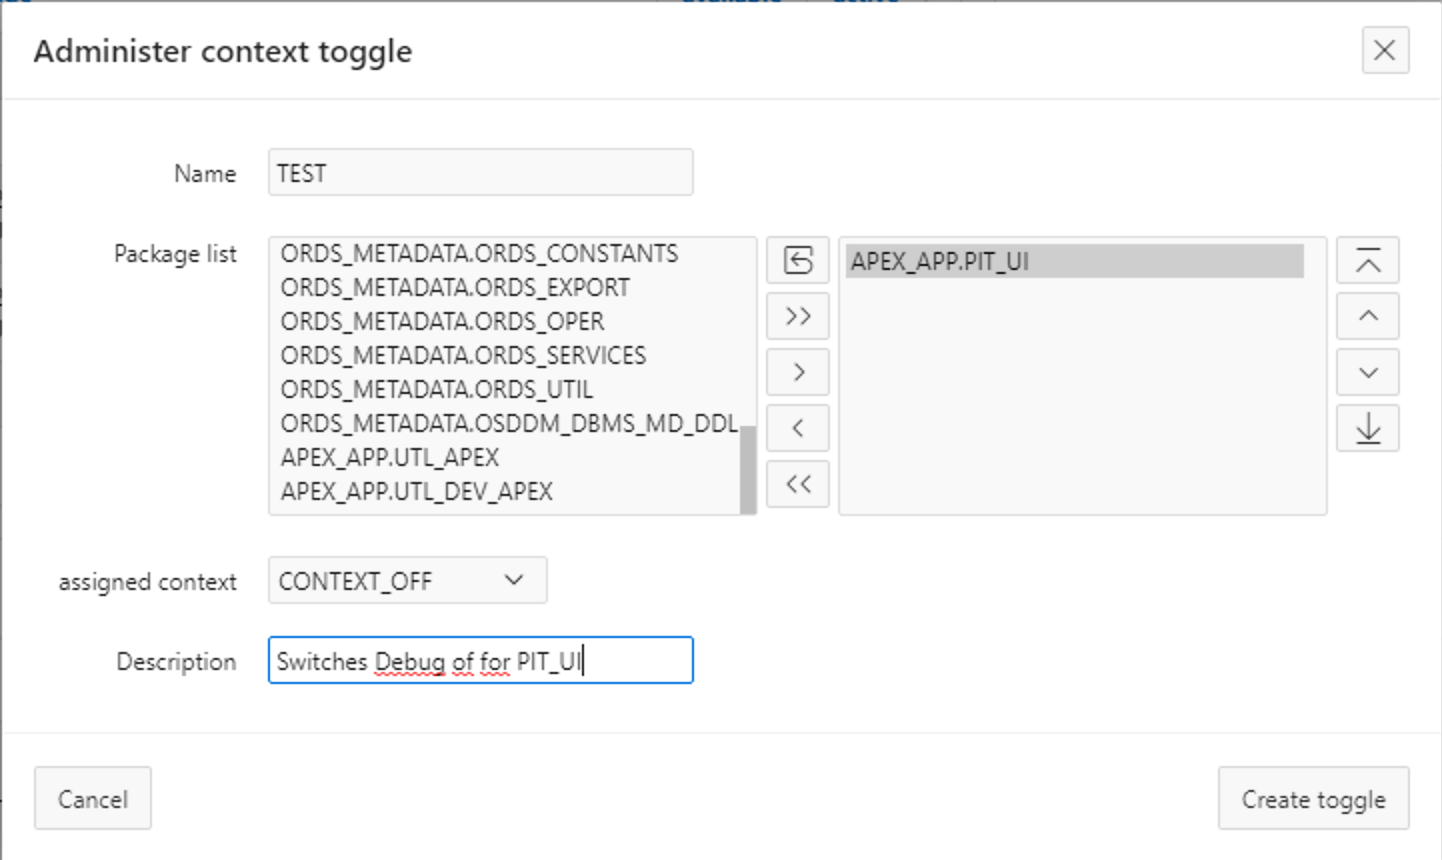 Administer context toggle
Name
TEST
Package list
ORDS_METADATA.ORDS_CONSTANTS
ORDS_METADATA.ORDS_EXPORT
ORDS_METADATA.ORDS_OPER
ORDS_METADATA.ORDS_SERVICES
ORDS_METADATA.ORDS_UTIL
ORDS_METADATA.OSDDM_DBMS_MD_DDL
APEX_APP.UTL_APEX
APEX_APP.UTL_DEV_APEX
APEX_APP.PIT_UI
assigned context
CONTEXT_OFF
Description
Switches Debug of for PIT_UI
Cancel
Create toggle